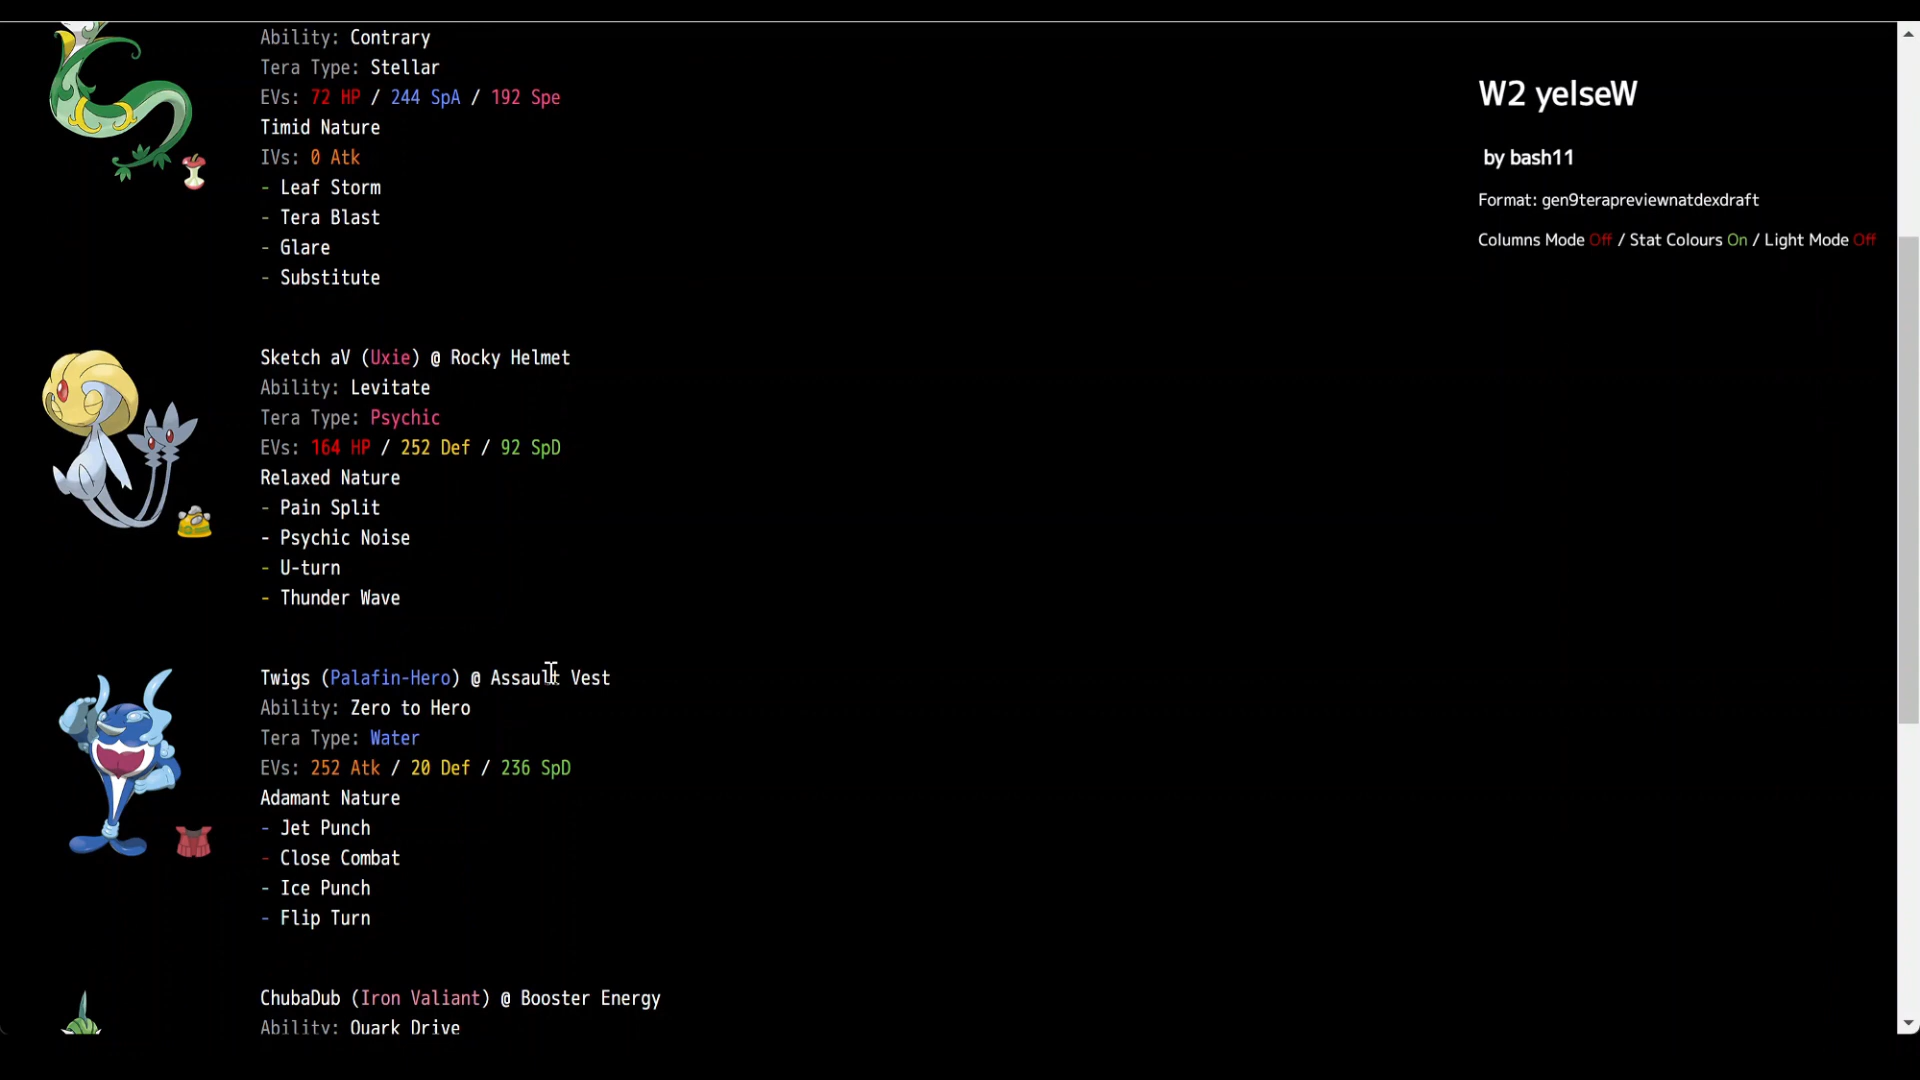 Ability: Contrary
Tera Type: Stellar
EVs: 72 HP / 244 SpA / 192 Spe
Timid Nature
IVs: 0 Atk
- Leaf Storm
- Tera Blast
- Glare
- Substitute
Sketch aV (Uxie) @ Rocky Helmet
Ability: Levitate
Tera Type: Psychic
EVs: 164 HP / 252 Def / 92 SpD
Relaxed Nature
- Pain Split
- Psychic Noise
- U-turn
- Thunder Wave
Twigs (Palafin-Hero) @ Assault Vest
Ability: Zero to Hero
Tera Type: Water
EVs: 252 Atk / 20 Def / 236 SpD
Adamant Nature
- Jet Punch
- Close Combat
- Ice Punch
- Flip Turn
ChubaDub (Iron Valiant) @ Booster Energy
Ability: Quark Drive
W2 yelseW
by bash11
Format: gen9terapreviewnatdexdraft
Columns Mode Off / Stat Colours On / Light Mode Off